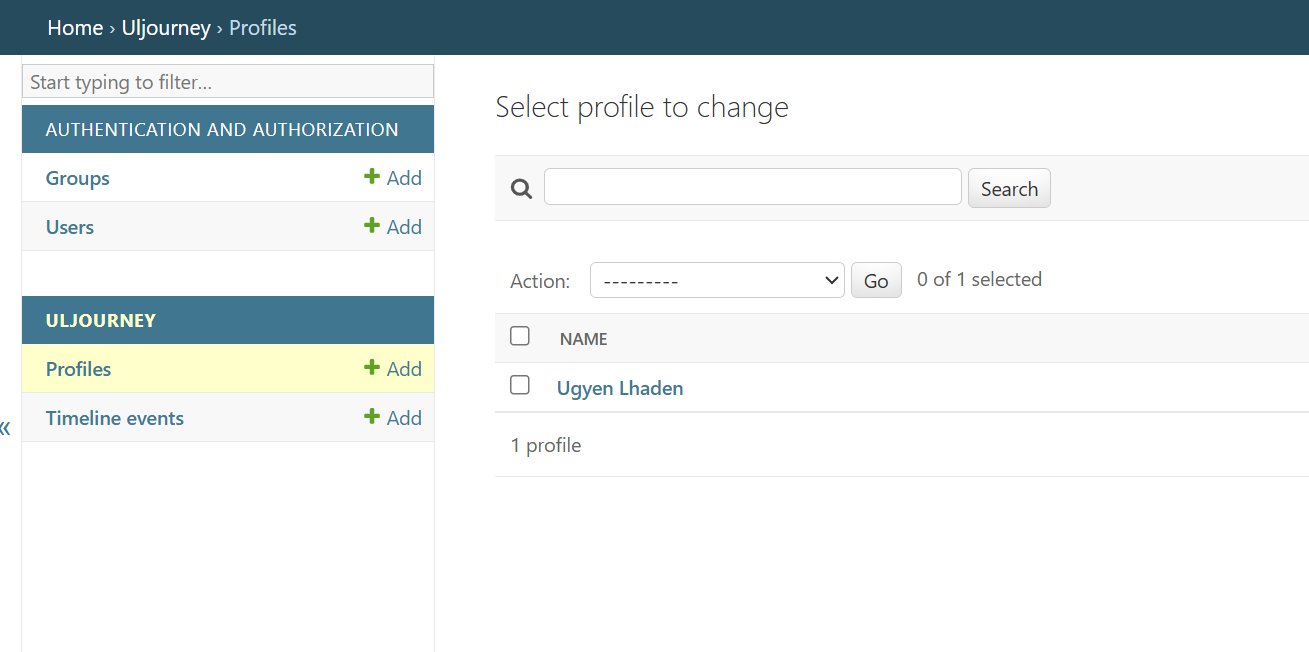 Home › Uljourney › Profiles
Start typing to filter...
AUTHENTICATION AND AUTHORIZATION
Groups + Add
Users + Add
ULJOURNEY
Profiles + Add
Timeline events + Add
«
Select profile to change
Search
Action: --------- Go 0 of 1 selected
NAME
Ugyen Lhaden
1 profile